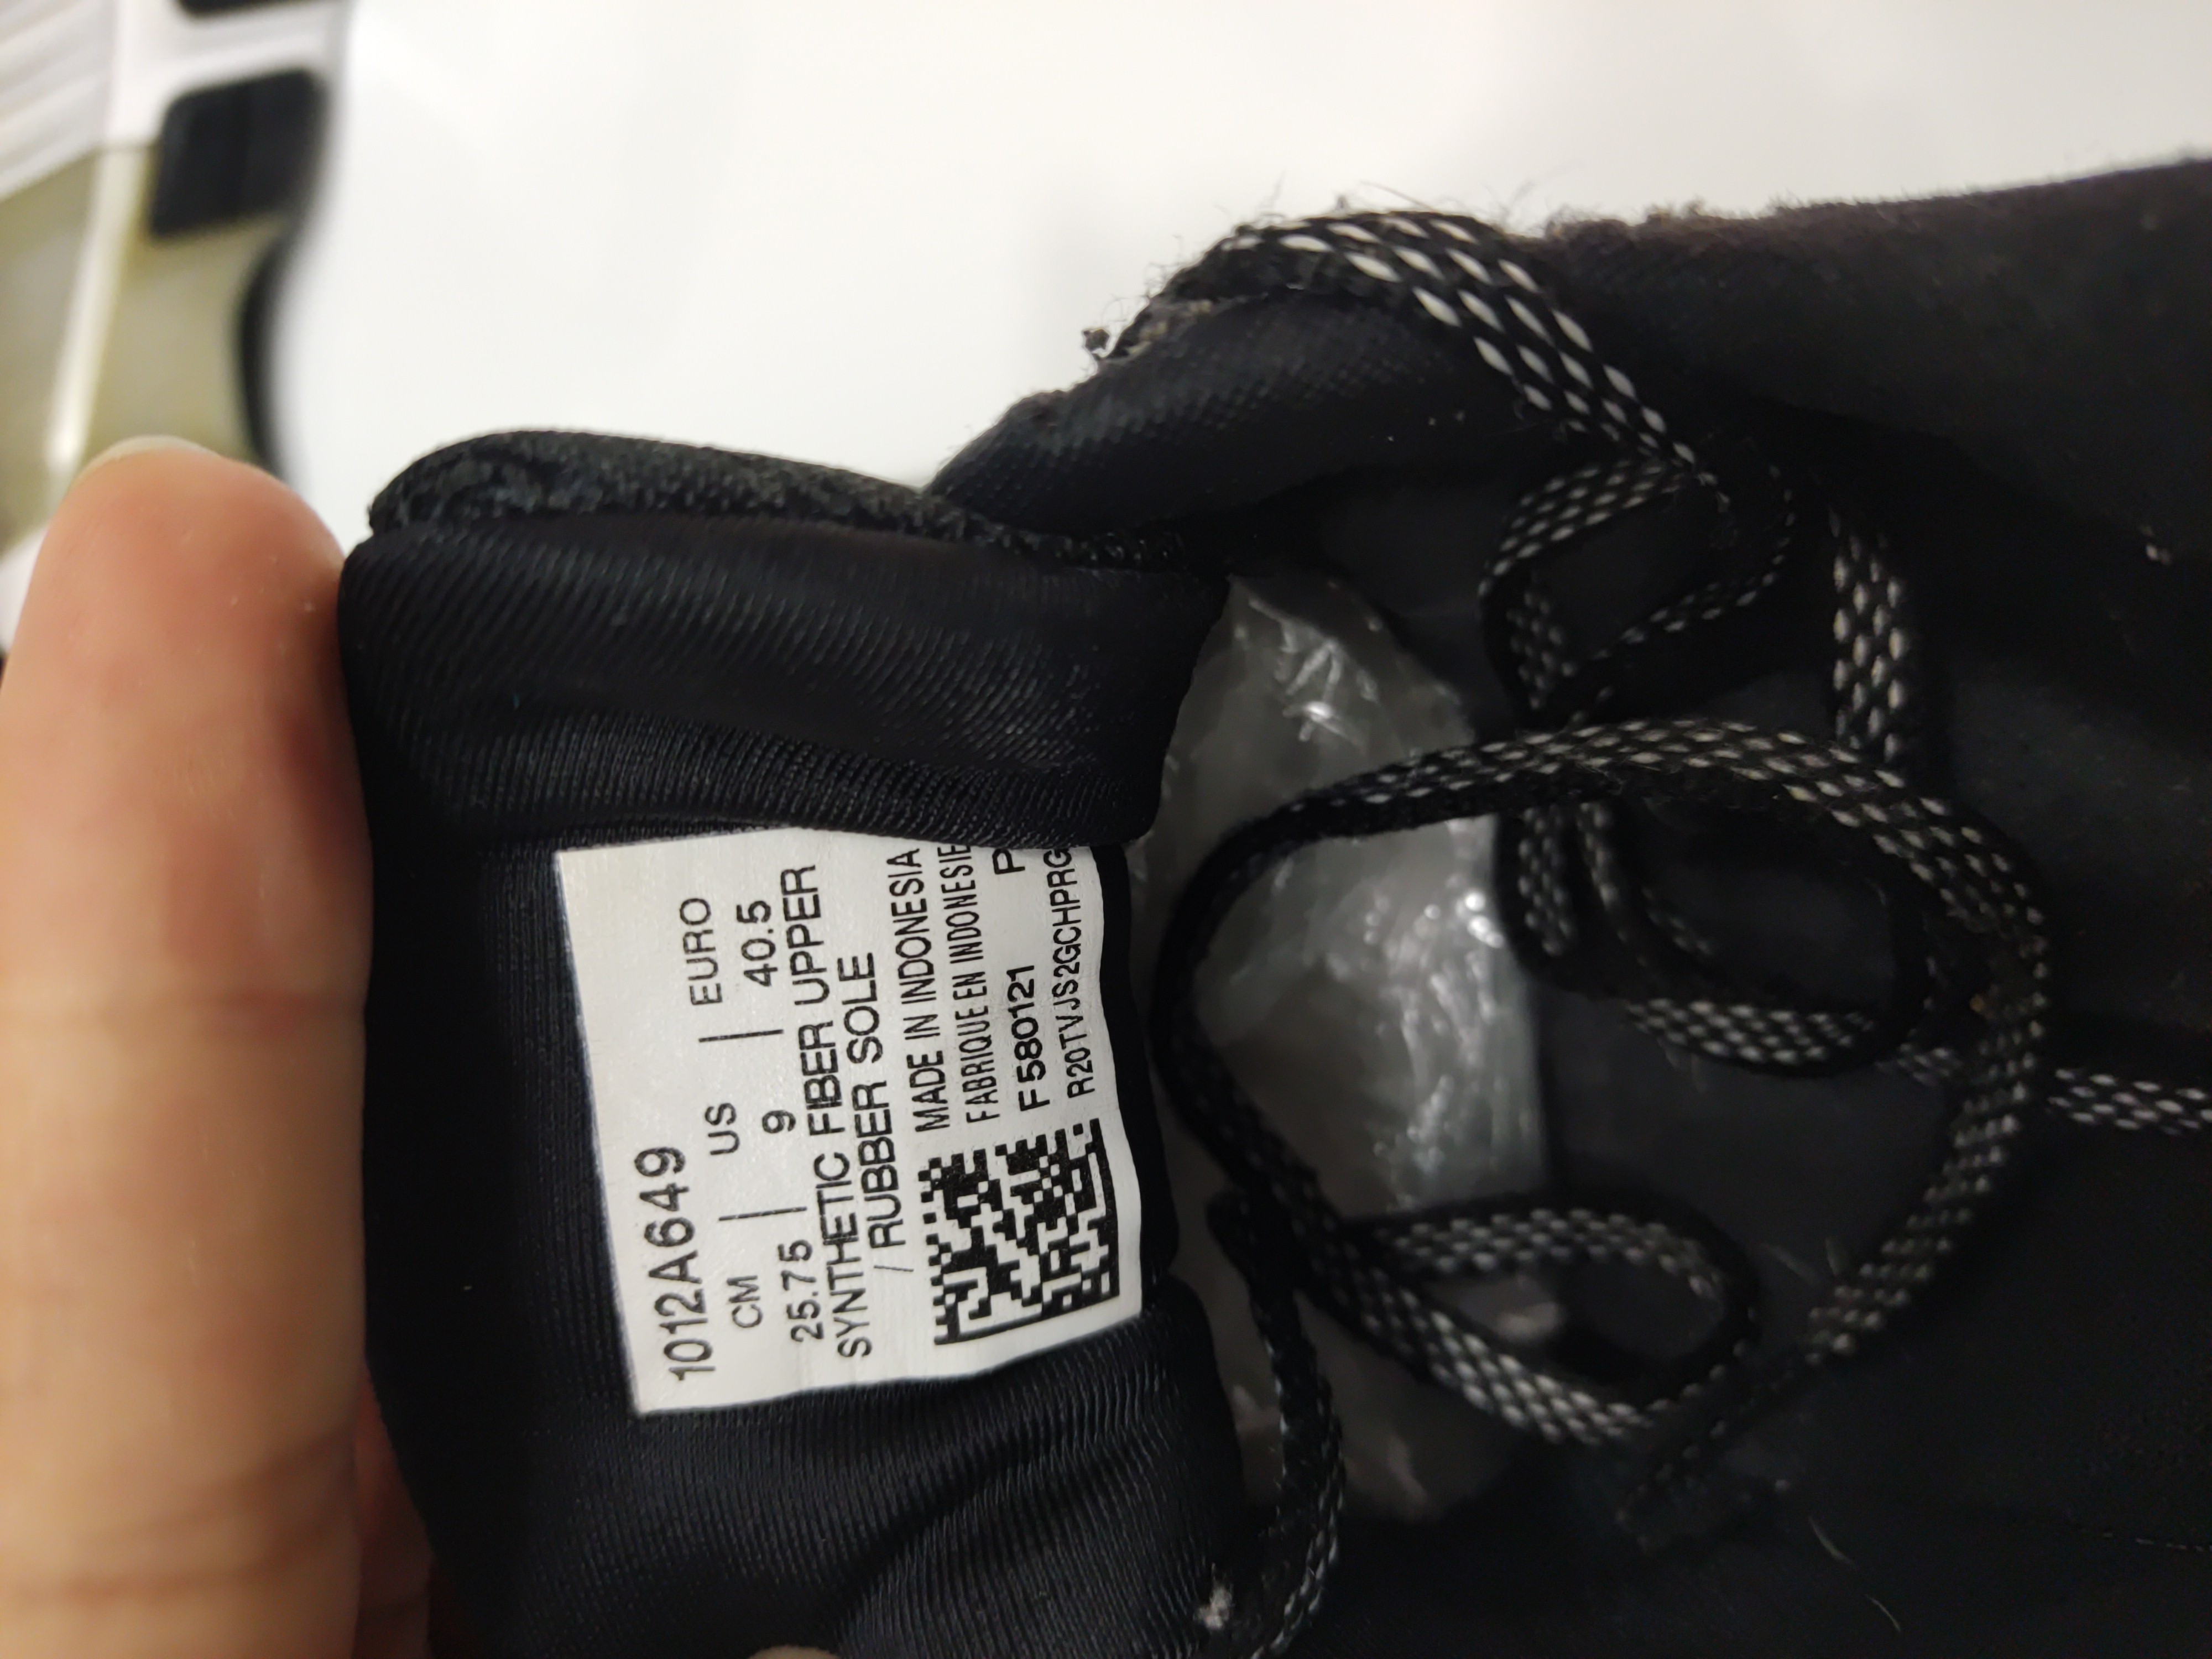 1012A649
CM | US | EURO
25.75 | 9 | 40.5
SYNTHETIC FIBER UPPER
/ RUBBER SOLE
MADE IN INDONESIA
FABRIQUE EN INDONESIE
F580121 P
R20TVJS2GCHPRG